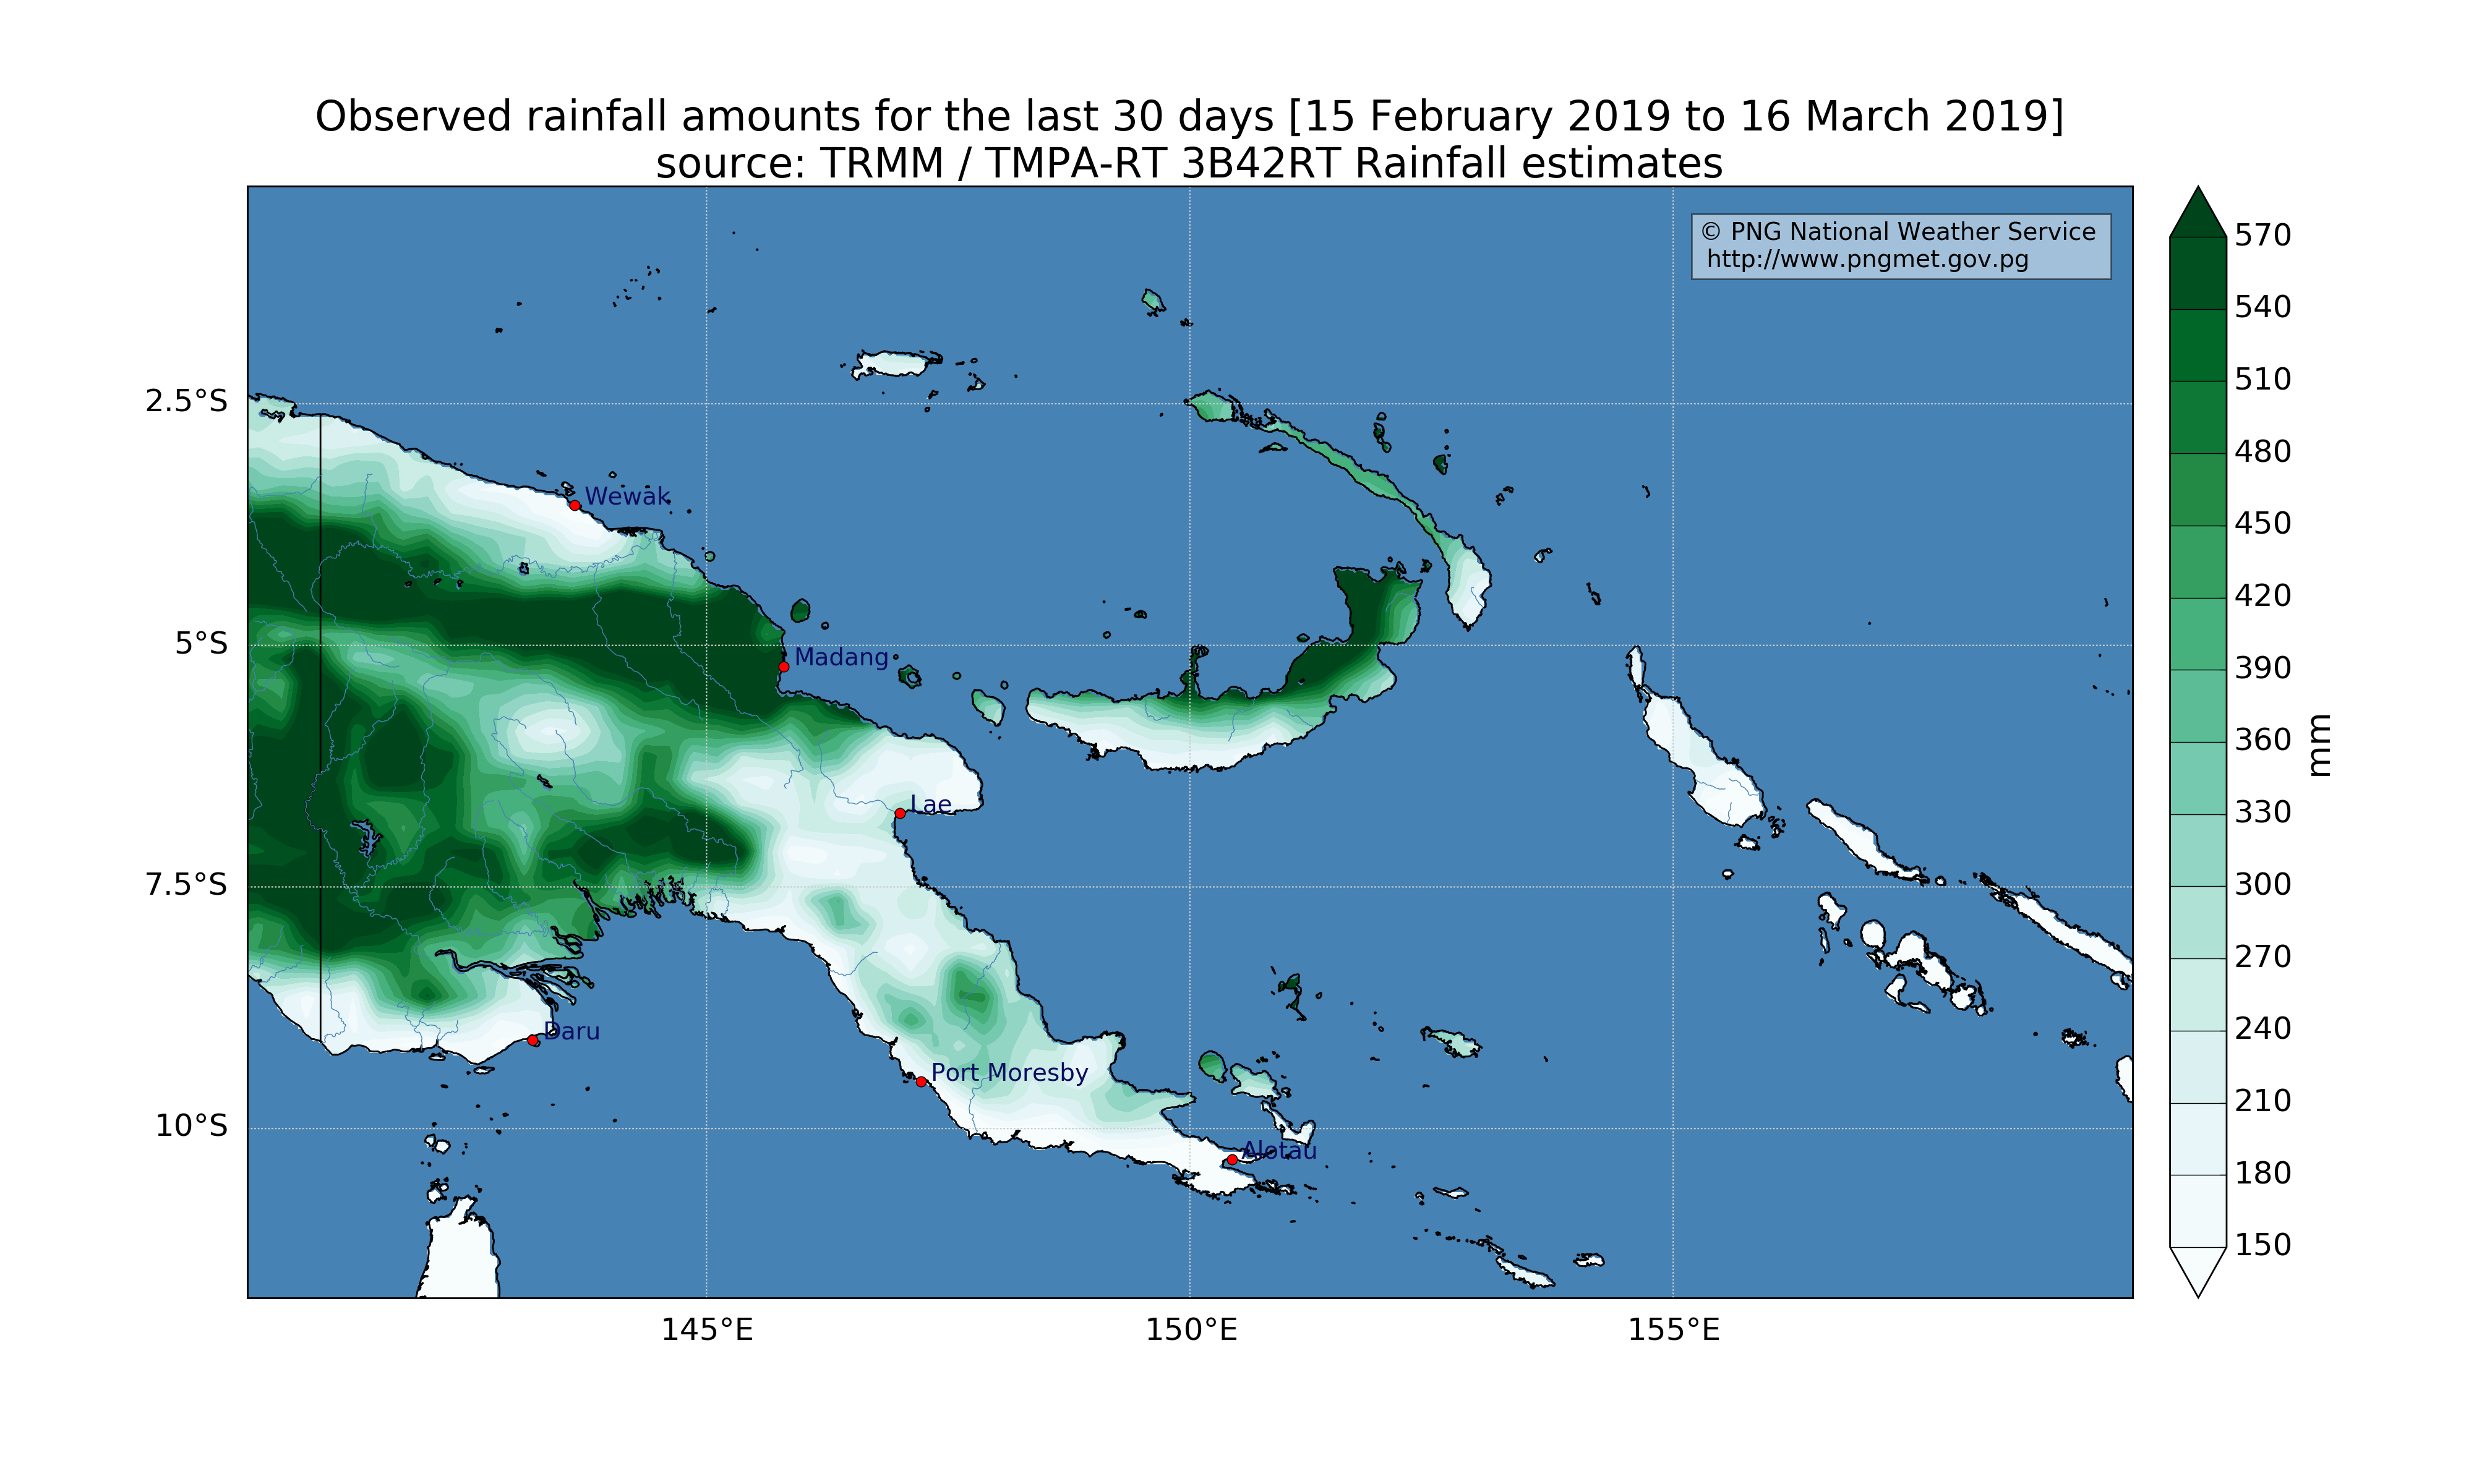 Observed rainfall amounts for the last 30 days [15 February 2019 to 16 March 2019]
source: TRMM / TMPA-RT 3B42RT Rainfall estimates
© PNG National Weather Service
http://www.pngmet.gov.pg
570
540
510
480
450
420
390
360
330
300
270
240
210
180
150
mm
2.5°S
5°S
7.5°S
10°S
Wewak
Madang
Lae
Daru
Port Moresby
Alotau
145°E
150°E
155°E